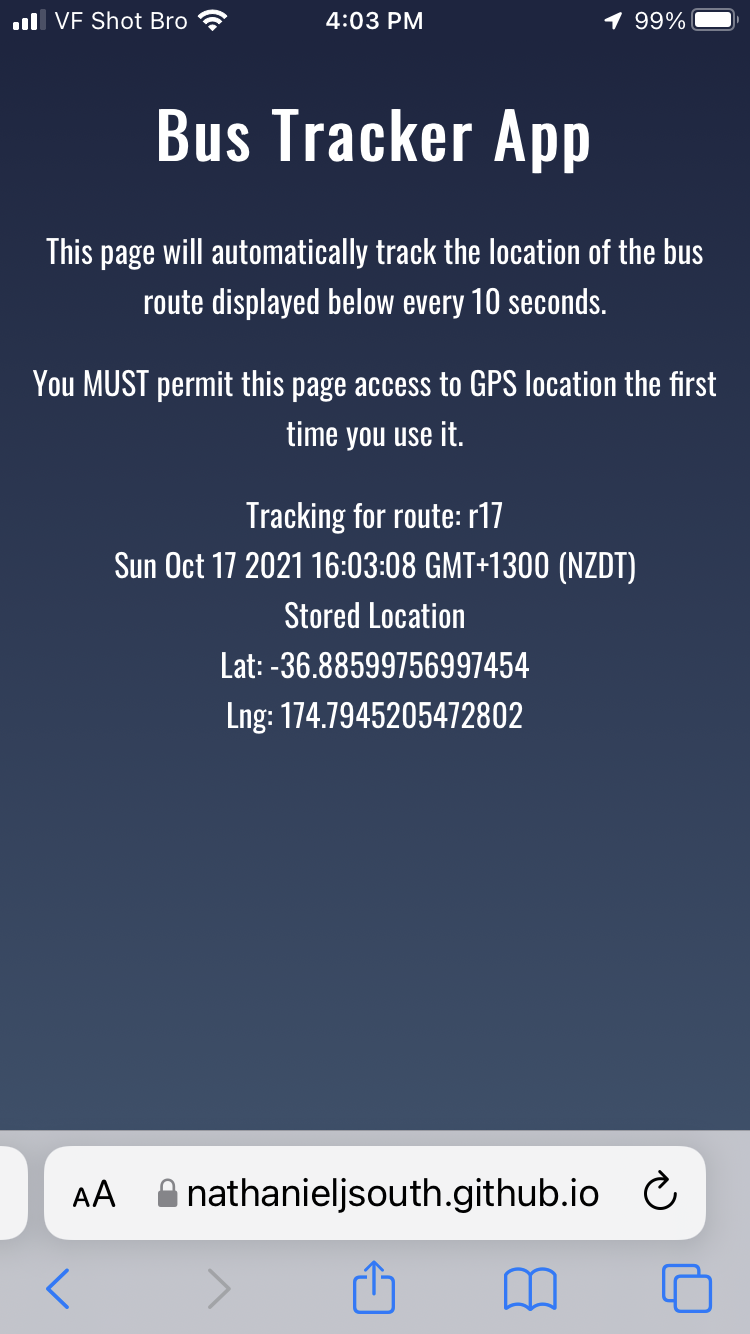 VF Shot Bro 4:03 PM 99%
Bus Tracker App
This page will automatically track the location of the bus
route displayed below every 10 seconds.
You MUST permit this page access to GPS location the first
time you use it.
Tracking for route: r17
Sun Oct 17 2021 16:03:08 GMT+1300 (NZDT)
Stored Location
Lat: -36.88599756997454
Lng: 174.7945205472802
AA nathanieljsouth.github.io